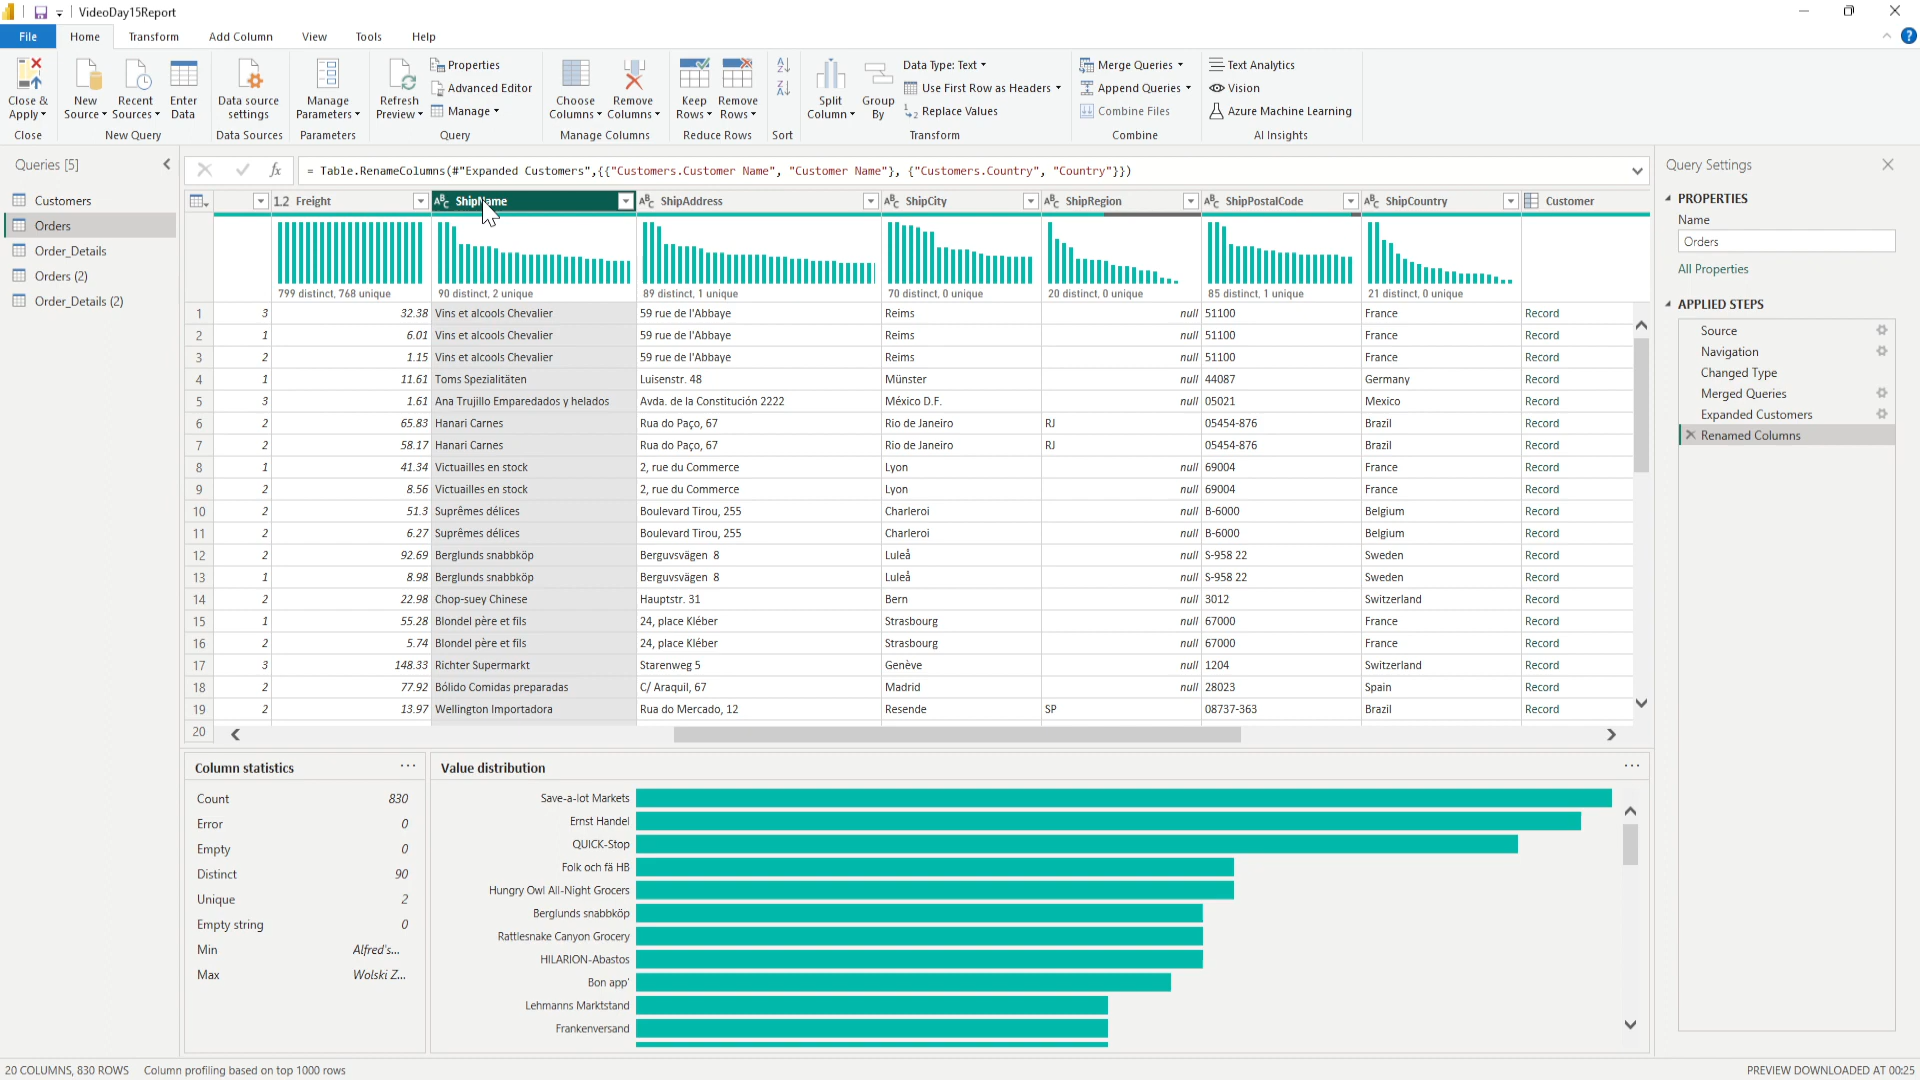 VideoDay15Report
File Home Transform Add Column View Tools Help
Close & Apply
New Source
Recent Sources
Enter Data
Data source settings
Manage Parameters
Refresh Preview
Properties
Advanced Editor
Manage
Choose Columns
Remove Columns
Keep Rows
Remove Rows
Split Column
Group By
Data Type: Text
Use First Row as Headers
Replace Values
Merge Queries
Append Queries
Combine Files
Text Analytics
Vision
Azure Machine Learning
Close New Query Data Sources Parameters Query Manage Columns Reduce Rows Sort Transform Combine AI Insights
Queries [5]
Customers
Orders
Order_Details
Orders (2)
Order_Details (2)
fx = Table.RenameColumns(#"Expanded Customers",{{"Customers.Customer Name", "Customer Name"}, {"Customers.Country", "Country"}})
1.2 Freight ABC ShipName ABC ShipAddress ABC ShipCity ABC ShipRegion ABC ShipPostalCode ABC ShipCountry Customer
799 distinct, 768 unique 90 distinct, 2 unique 89 distinct, 1 unique 70 distinct, 0 unique 20 distinct, 0 unique 85 distinct, 1 unique 21 distinct, 0 unique
1 3 32.38 Vins et alcools Chevalier 59 rue de l'Abbaye Reims null 51100 France Record
2 1 6.01 Vins et alcools Chevalier 59 rue de l'Abbaye Reims null 51100 France Record
3 2 1.15 Vins et alcools Chevalier 59 rue de l'Abbaye Reims null 51100 France Record
4 1 11.61 Toms Spezialitäten Luisenstr. 48 Münster null 44087 Germany Record
5 3 1.61 Ana Trujillo Emparedados y helados Avda. de la Constitución 2222 México D.F. null 05021 Mexico Record
6 2 65.83 Hanari Carnes Rua do Paço, 67 Rio de Janeiro RJ 05454-876 Brazil Record
7 2 58.17 Hanari Carnes Rua do Paço, 67 Rio de Janeiro RJ 05454-876 Brazil Record
8 1 41.34 Victuailles en stock 2, rue du Commerce Lyon null 69004 France Record
9 2 8.56 Victuailles en stock 2, rue du Commerce Lyon null 69004 France Record
10 2 51.3 Suprêmes délices Boulevard Tirou, 255 Charleroi null B-6000 Belgium Record
11 2 6.27 Suprêmes délices Boulevard Tirou, 255 Charleroi null B-6000 Belgium Record
12 2 92.69 Berglunds snabbköp Berguvsvägen 8 Luleå null S-958 22 Sweden Record
13 1 8.98 Berglunds snabbköp Berguvsvägen 8 Luleå null S-958 22 Sweden Record
14 2 22.98 Chop-suey Chinese Hauptstr. 31 Bern null 3012 Switzerland Record
15 1 55.28 Blondel père et fils 24, place Kléber Strasbourg null 67000 France Record
16 2 5.74 Blondel père et fils 24, place Kléber Strasbourg null 67000 France Record
17 3 148.33 Richter Supermarkt Starenweg 5 Genève null 1204 Switzerland Record
18 2 77.92 Bólido Comidas preparadas C/ Araquil, 67 Madrid null 28023 Spain Record
19 2 13.97 Wellington Importadora Rua do Mercado, 12 Resende SP 08737-363 Brazil Record
20
Column statistics
Count 830
Error 0
Empty 0
Distinct 90
Unique 2
Empty string 0
Min Alfred's...
Max Wolski Z...
Value distribution
Save-a-lot Markets
Ernst Handel
QUICK-Stop
Folk och fä HB
Hungry Owl All-Night Grocers
Berglunds snabbköp
Rattlesnake Canyon Grocery
HILARION-Abastos
Bon app'
Lehmanns Marktstand
Frankenversand
Query Settings
PROPERTIES
Name
Orders
All Properties
APPLIED STEPS
Source
Navigation
Changed Type
Merged Queries
Expanded Customers
Renamed Columns
20 COLUMNS, 830 ROWS Column profiling based on top 1000 rows PREVIEW DOWNLOADED AT 00:25